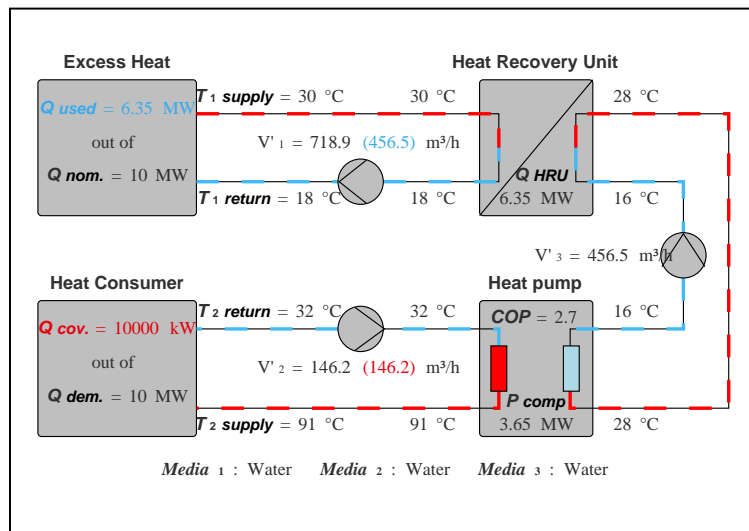 Excess Heat
Heat Recovery Unit
Q used = 6.35 MW
T 1 supply = 30 °C
30 °C
28 °C
out of
V' 1 = 718.9 (456.5) m³/h
Q nom. = 10 MW
Q HRU
6.35 MW
T 1 return = 18 °C
18 °C
16 °C
V' 3 = 456.5 m³/h
Heat Consumer
Heat pump
Q cov. = 10000 kW
T 2 return = 32 °C
32 °C
COP = 2.7
16 °C
out of
V' 2 = 146.2 (146.2) m³/h
Q dem. = 10 MW
P comp
3.65 MW
T 2 supply = 91 °C
91 °C
28 °C
Media 1 : Water Media 2 : Water Media 3 : Water